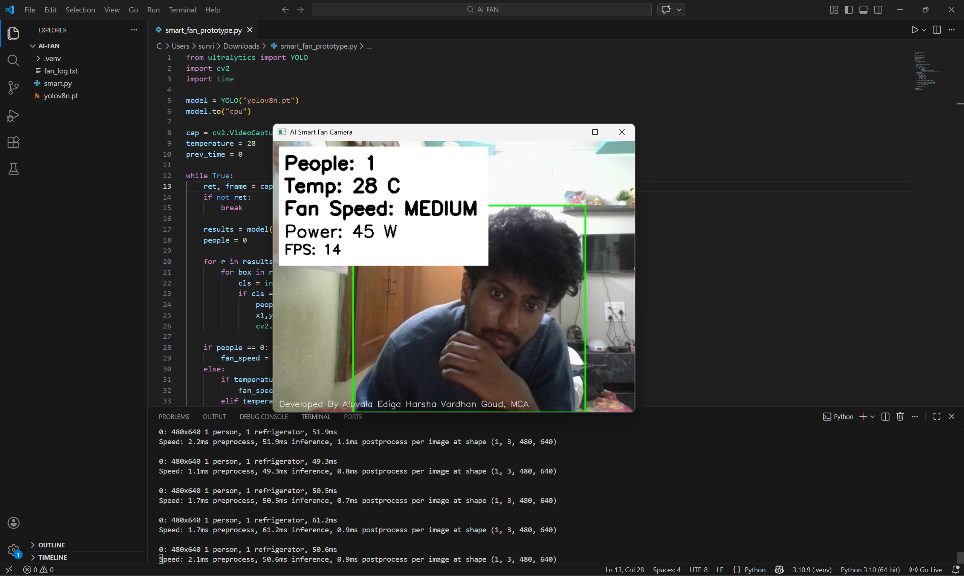 File Edit Selection View Go Run Terminal Help
AI FAN
EXPLORER
AI-FAN
.venv
fan_log.txt
smart.py
yolov8n.pt
OUTLINE
TIMELINE
smart_fan_prototype.py
C: > Users > sunri > Downloads > smart_fan_prototype.py > ...
1 from ultralytics import YOLO
2 import cv2
3 import time
4
5 model = YOLO("yolov8n.pt")
6 model.to("cpu")
7
8 cap = cv2.VideoCaptu
9 temperature = 28
10 prev_time = 0
11
12 while True:
13 ret, frame = cap
14 if not ret:
15 break
16
17 results = model(
18 people = 0
19
20 for r in results
21 for box in r
22 cls = in
23 if cls =
24 peop
25 x1,y
26 cv2.
27
28 if people == 0:
29 fan_speed =
30 else:
31 if temperatu
32 fan_spee
33 elif tempera
AI Smart Fan Camera
People: 1
Temp: 28 C
Fan Speed: MEDIUM
Power: 45 W
FPS: 14
Developed By Aluvala Ediga Harsha Vardhan Goud, MCA
PROBLEMS OUTPUT DEBUG CONSOLE TERMINAL PORTS
Python
0: 480x640 1 person, 1 refrigerator, 51.9ms
Speed: 2.2ms preprocess, 51.9ms inference, 1.1ms postprocess per image at shape (1, 3, 480, 640)
0: 480x640 1 person, 1 refrigerator, 49.3ms
Speed: 1.1ms preprocess, 49.3ms inference, 0.8ms postprocess per image at shape (1, 3, 480, 640)
0: 480x640 1 person, 1 refrigerator, 50.5ms
Speed: 1.7ms preprocess, 50.5ms inference, 0.7ms postprocess per image at shape (1, 3, 480, 640)
0: 480x640 1 person, 1 refrigerator, 61.2ms
Speed: 1.7ms preprocess, 61.2ms inference, 0.9ms postprocess per image at shape (1, 3, 480, 640)
0: 480x640 1 person, 1 refrigerator, 50.6ms
Speed: 2.1ms preprocess, 50.6ms inference, 0.9ms postprocess per image at shape (1, 3, 480, 640)
1
0 0 Ln 13, Col 28 Spaces: 4 UTF-8 LF {} Python 3.10.9 (.venv) Python 3.10 (64-bit) Go Live